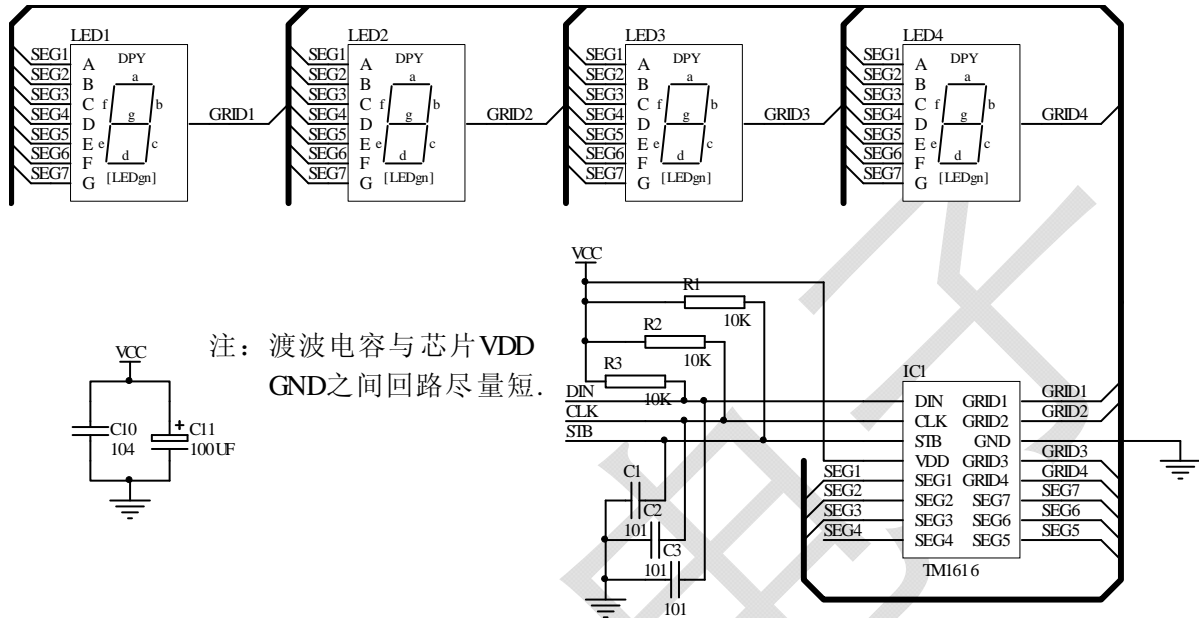 LED1
DPY
SEG1 A
SEG2 B
SEG3 C
SEG4 D
SEG5 E
SEG6 F
SEG7 G
a
f b
g
e c
d
[LEDgn]
GRID1
LED2
DPY
SEG1 A
SEG2 B
SEG3 C
SEG4 D
SEG5 E
SEG6 F
SEG7 G
a
f b
g
e c
d
[LEDgn]
GRID2
LED3
DPY
SEG1 A
SEG2 B
SEG3 C
SEG4 D
SEG5 E
SEG6 F
SEG7 G
a
f b
g
e c
d
[LEDgn]
GRID3
LED4
DPY
SEG1 A
SEG2 B
SEG3 C
SEG4 D
SEG5 E
SEG6 F
SEG7 G
a
f b
g
e c
d
[LEDgn]
GRID4
VCC
C10
104
C11
+
100UF
注：渡波电容与芯片VDD
GND之间回路尽量短.
VCC
R1
10K
R2
10K
R3
10K
DIN
CLK
STB
C1
101
C2
101
C3
101
IC1
DIN GRID1 GRID1
CLK GRID2 GRID2
STB GND
VDD GRID3 GRID3
SEG1 SEG1 GRID4 GRID4
SEG2 SEG2 SEG7 SEG7
SEG3 SEG3 SEG6 SEG6
SEG4 SEG4 SEG5 SEG5
TM1616